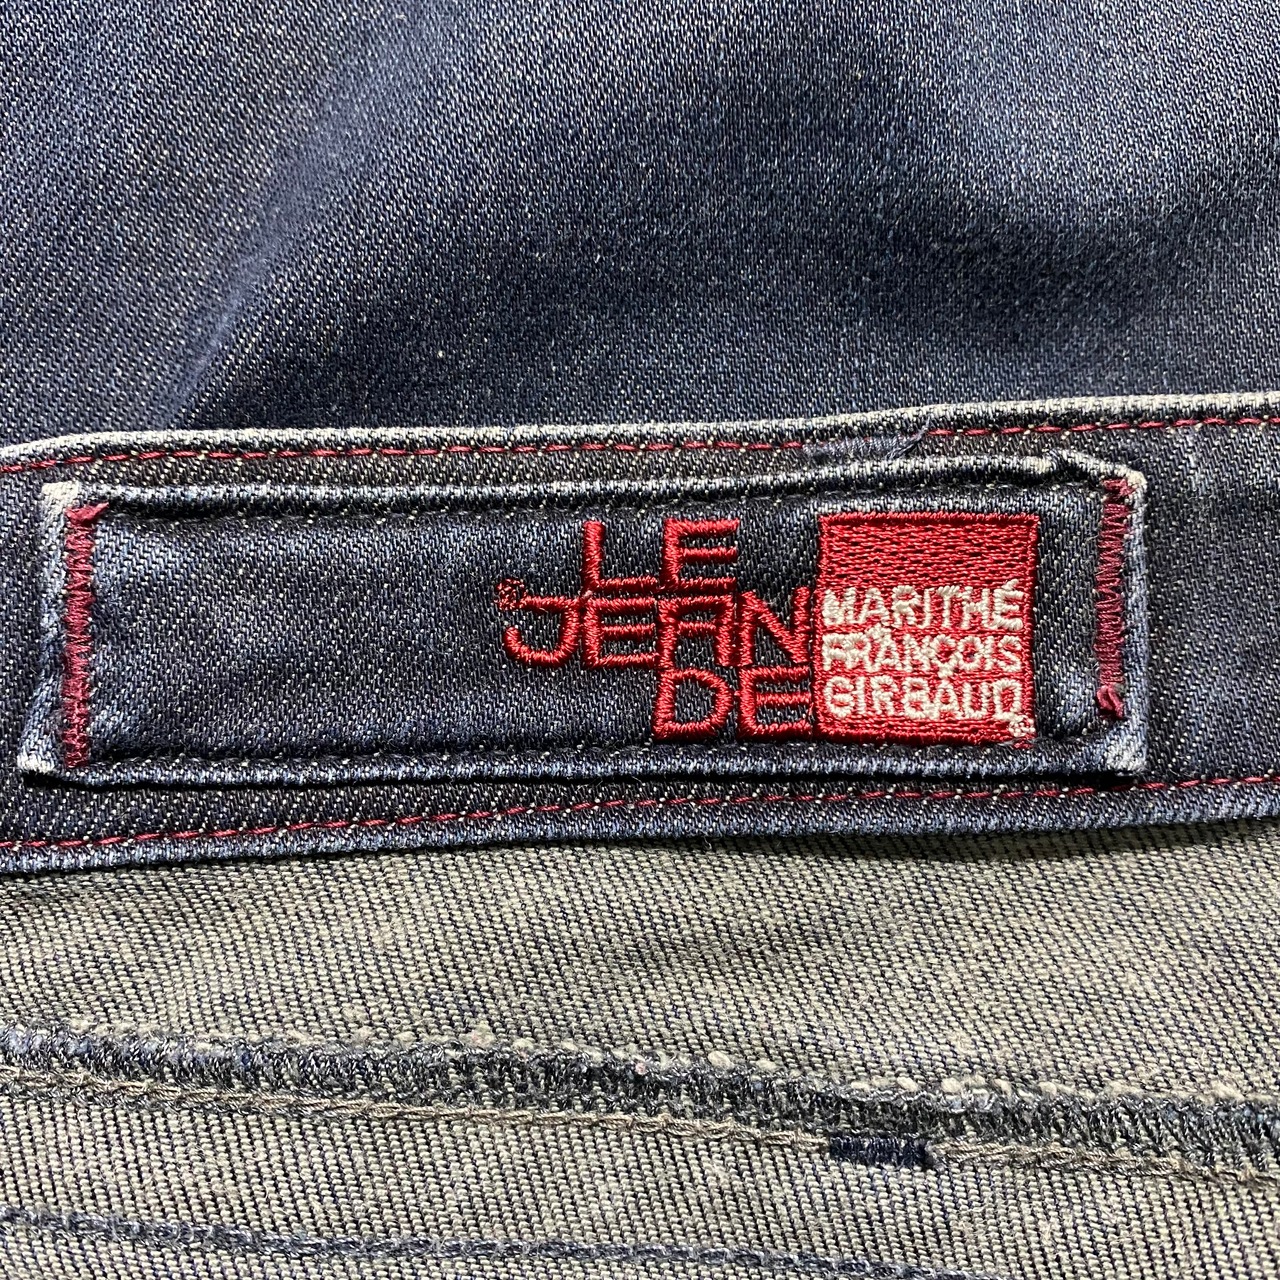 LE
® JEAN
DE
MARITHÉ
FRANÇOIS
GIRBAUD ®